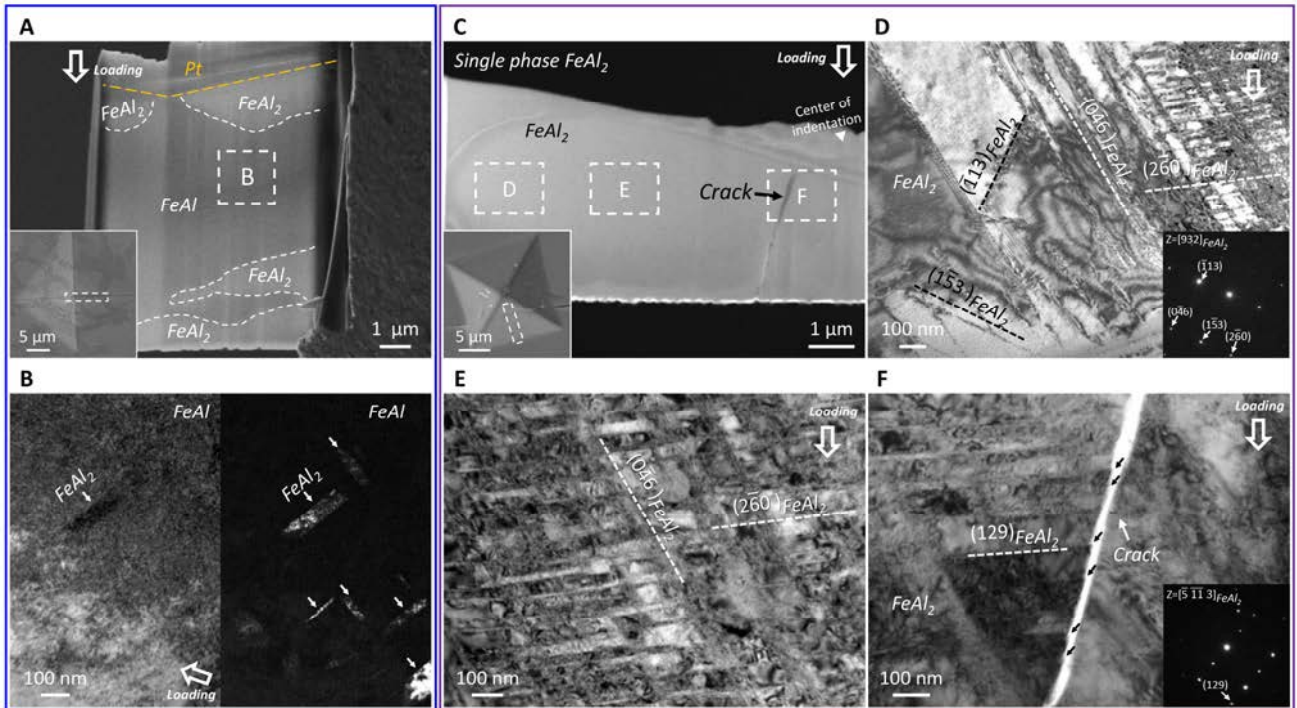 A
Loading
Pt
FeAl₂
FeAl₂
B
FeAl
FeAl₂
FeAl₂
5 μm
1 μm
B
FeAl
FeAl
FeAl₂
FeAl₂
100 nm
Loading
C
Single phase FeAl₂
Loading
Center of
indentation
FeAl₂
D
E
Crack
F
5 μm
1 μm
D
Loading
(04̅6)FeAl₂
(1̅13)FeAl₂
(26̅0)FeAl₂
FeAl₂
Z=[932]FeAl₂
(1̅13)
(15̅3)FeAl₂
(04̅6)
(15̅3)
(26̅0)
100 nm
E
Loading
(04̅6)FeAl₂
(26̅0)FeAl₂
100 nm
F
Loading
(129)FeAl₂
Crack
FeAl₂
Z=[5̅ 1̅1̅ 3]FeAl₂
(129)
100 nm